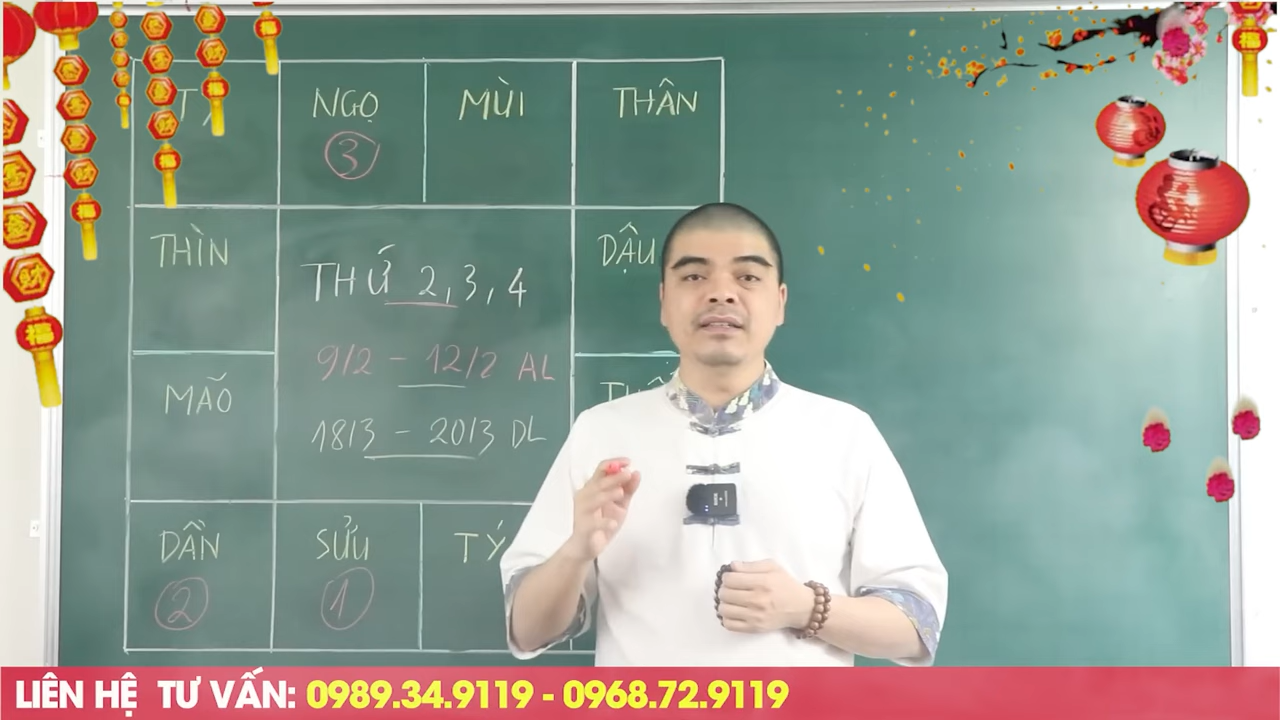 NGỌ
MÙI
THÂN
3
THÌN
DẬU
THỨ 2,3,4
9/2 - 12/2 AL
MÃO
18/3 - 20/3 DL
DẦN
SỬU
TÝ
2
1
LIÊN HỆ TƯ VẤN: 0989.34.9119 - 0968.72.9119